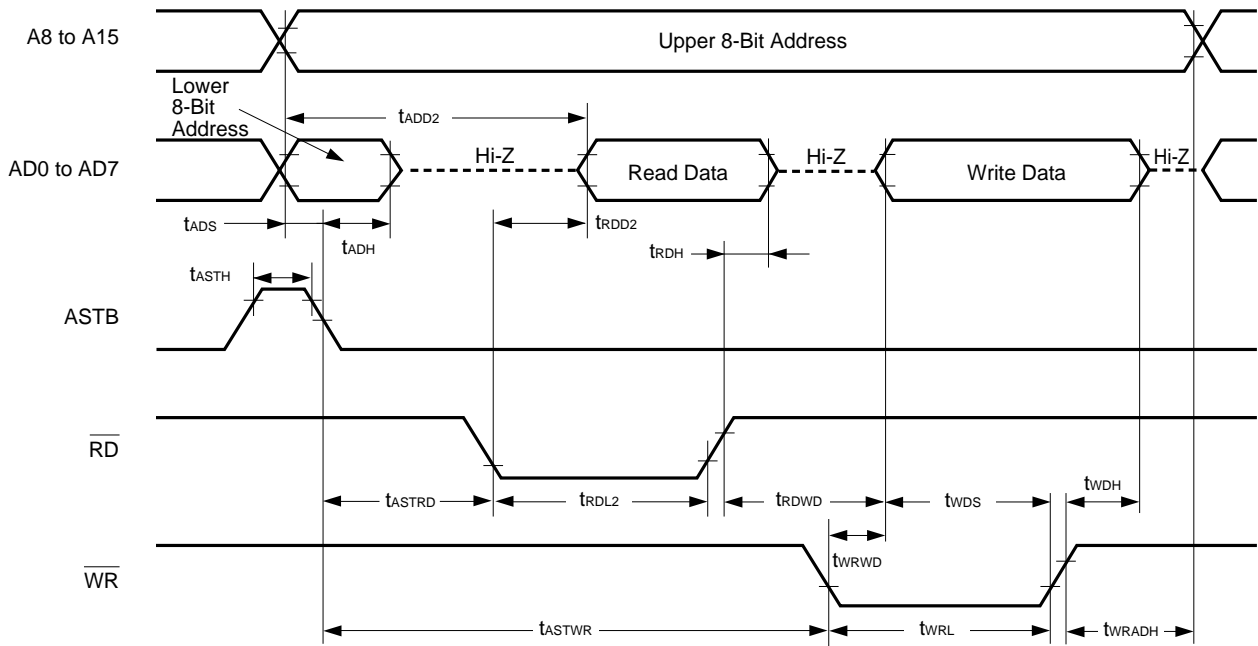 A8 to A15
Upper 8-Bit Address
Lower
8-Bit
Address
tADD2
AD0 to AD7
Hi-Z
Read Data
Hi-Z
Write Data
Hi-Z
tADS
tADH
tRDD2
tRDH
tASTH
ASTB
RD
tASTRD
tRDL2
tRDWD
tWDS
tWDH
tWRWD
WR
tASTWR
tWRL
tWRADH